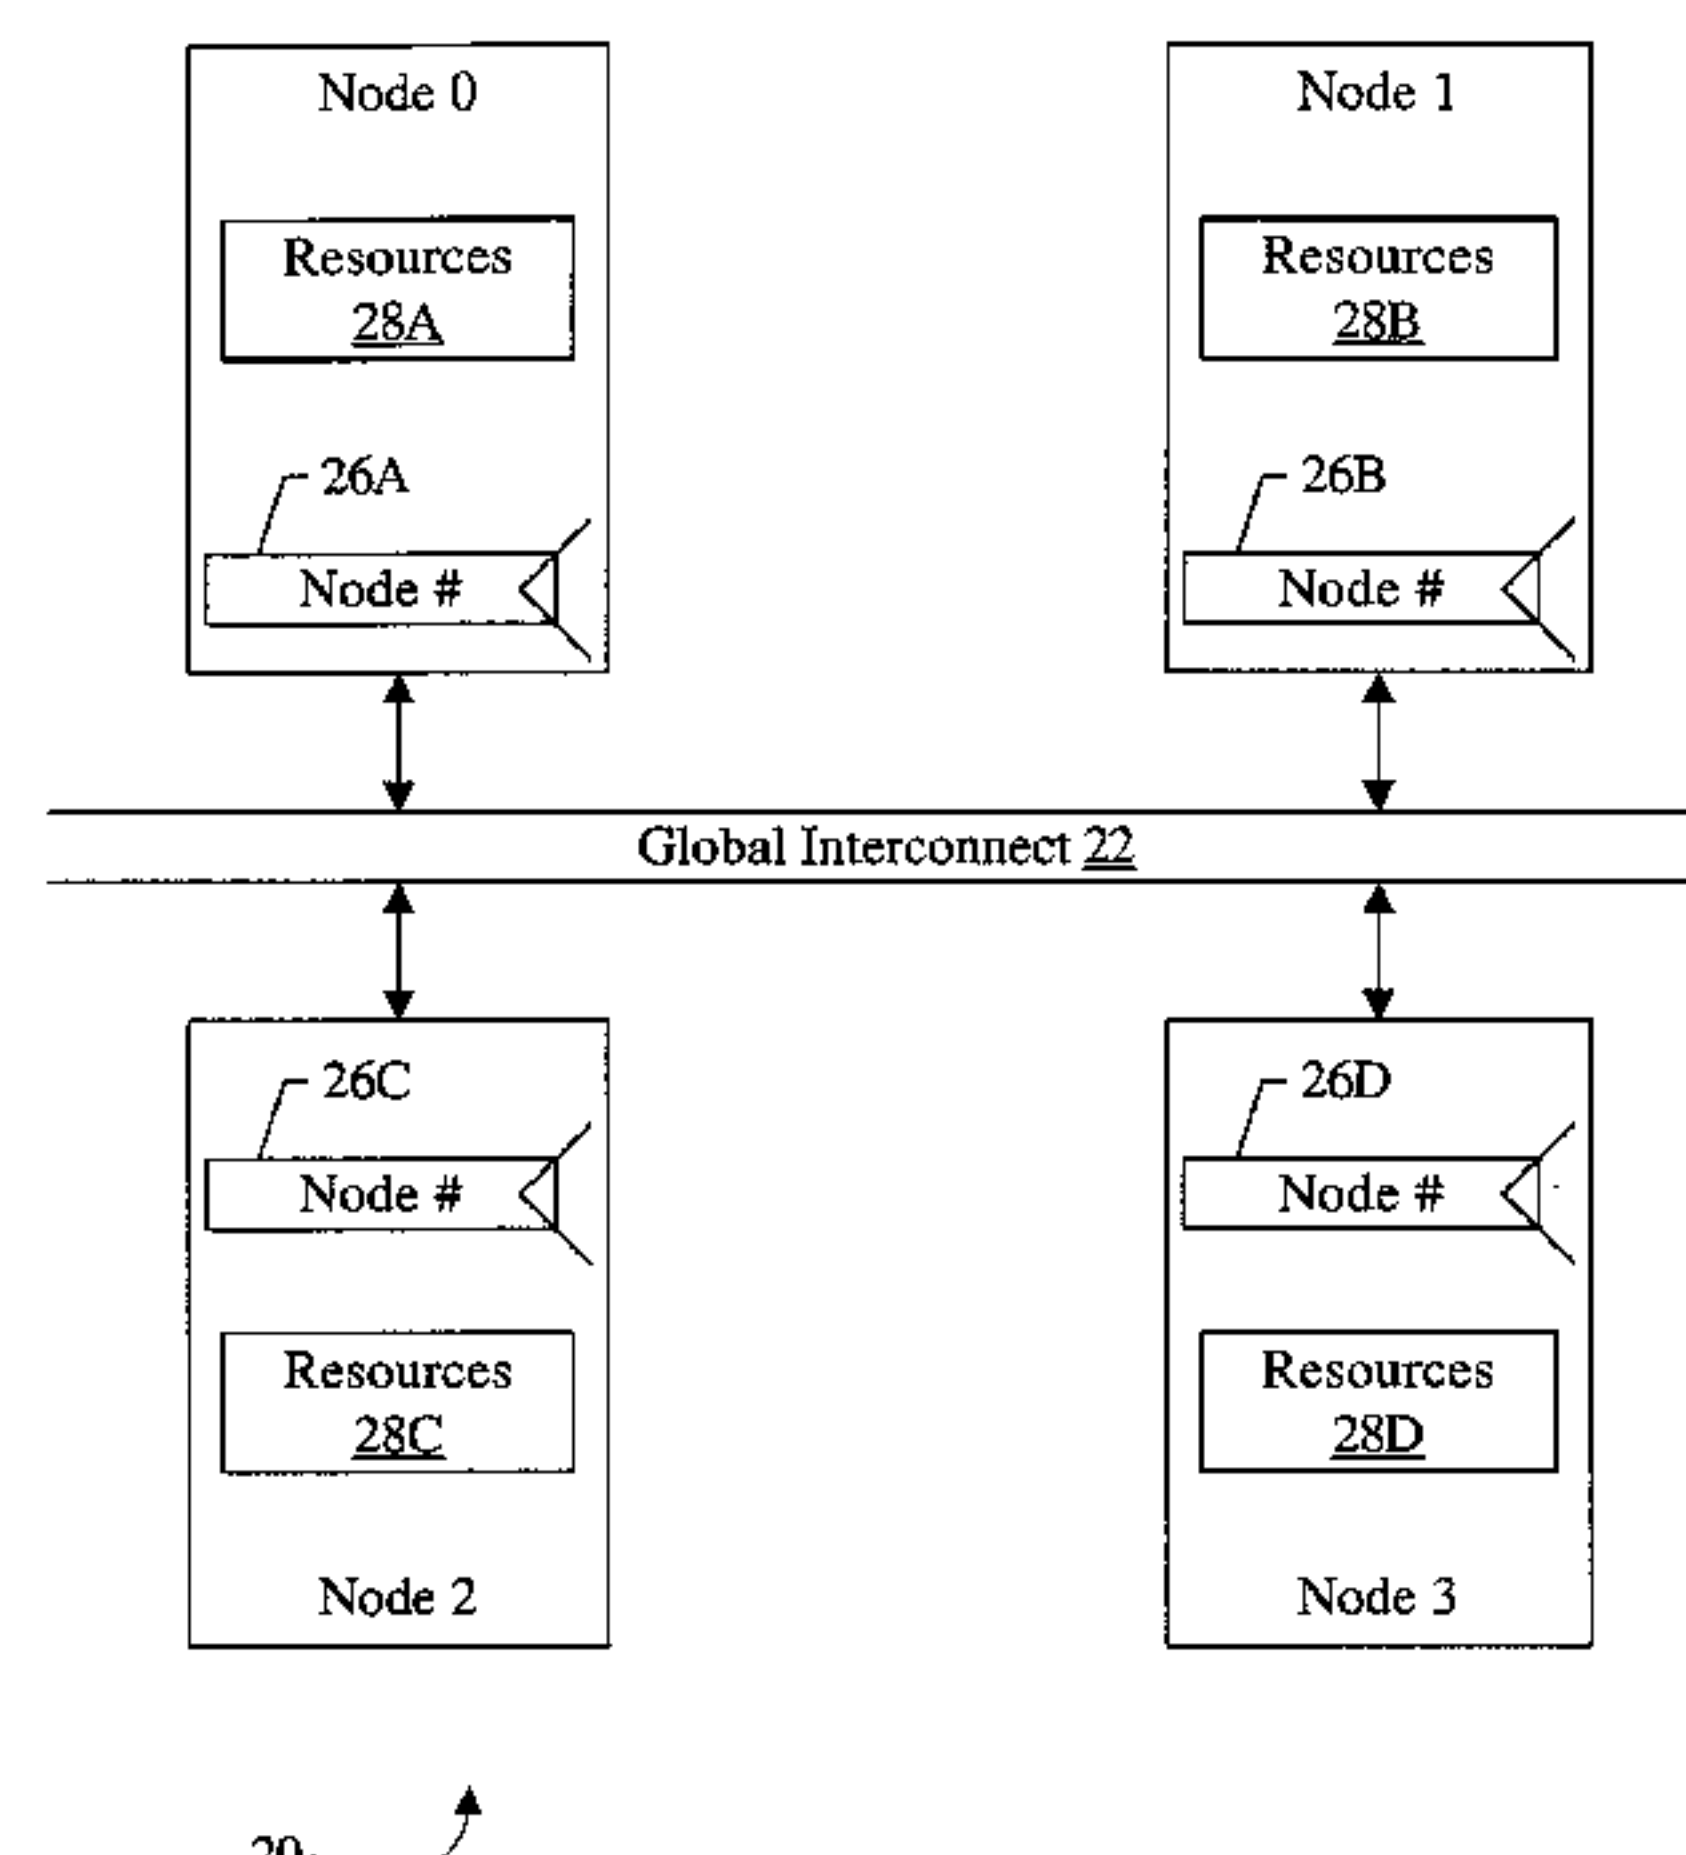 Node 0
Resources
28A
26A
Node #
Node 1
Resources
28B
26B
Node #
Global Interconnect 22
26C
Node #
Resources
28C
Node 2
26D
Node #
Resources
28D
Node 3